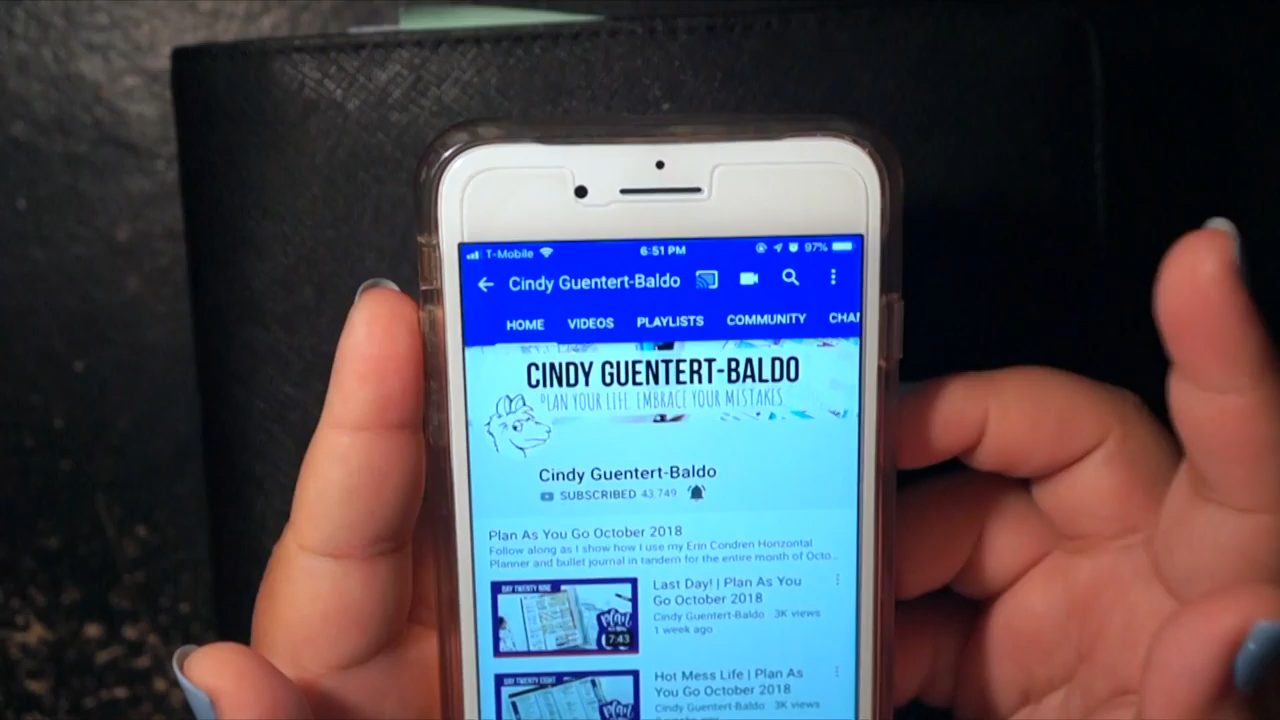 T-Mobile 6:51 PM 97%
Cindy Guentert-Baldo
HOME VIDEOS PLAYLISTS COMMUNITY CHAN
CINDY GUENTERT-BALDO
PLAN YOUR LIFE. EMBRACE YOUR MISTAKES
Cindy Guentert-Baldo
SUBSCRIBED 43,749
Plan As You Go October 2018
Follow along as I show how I use my Erin Condren Horizontal
Planner and bullet journal in tandem for the entire month of Octo...
DAY TWENTY NINE
plan
7:43
Last Day! | Plan As You
Go October 2018
Cindy Guentert-Baldo 3K views
1 week ago
DAY TWENTY EIGHT
plan
Hot Mess Life | Plan As
You Go October 2018
Cindy Guentert-Baldo 3K views